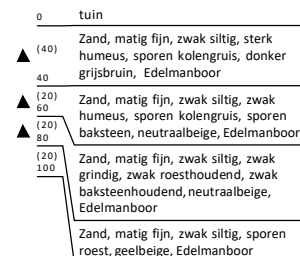 0 tuin
(40) Zand, matig fijn, zwak siltig, sterk
humeus, sporen kolengruis, donker
grijsbruin, Edelmanboor
40
(20) Zand, matig fijn, zwak siltig, zwak
60 humeus, sporen kolengruis, sporen
(20) baksteen, neutraalbeige, Edelmanboor
80
(20) Zand, matig fijn, zwak siltig, zwak
100 grindig, zwak roesthoudend, zwak
baksteenhoudend, neutraalbeige,
Edelmanboor
Zand, matig fijn, zwak siltig, sporen
roest, geelbeige, Edelmanboor